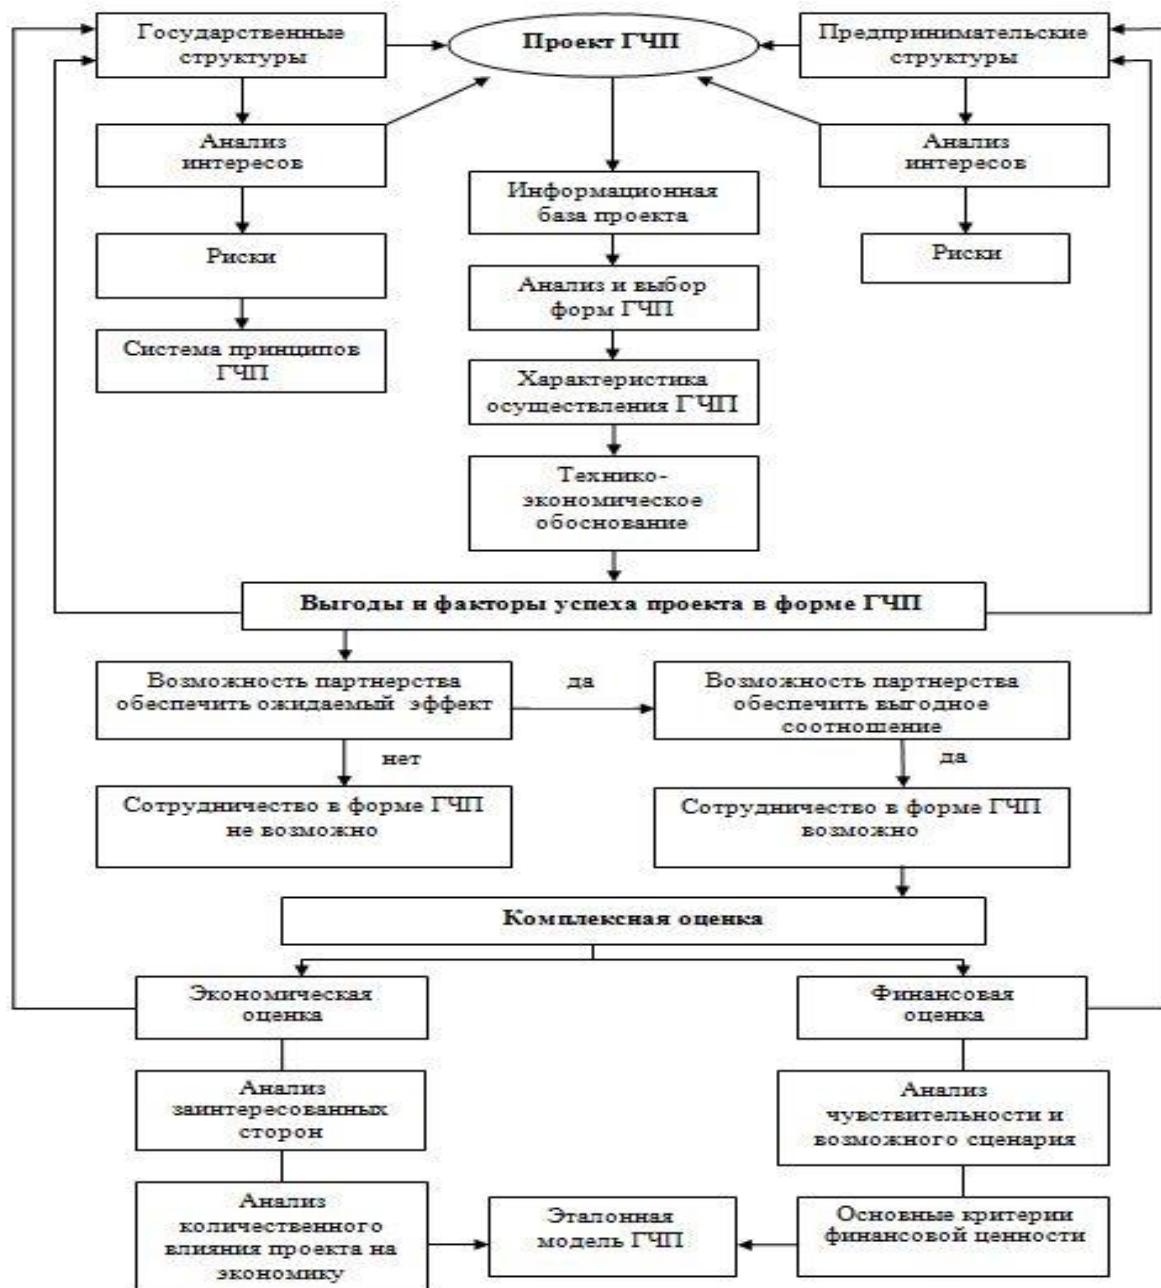 Государственные
структуры
Проект ГЧП
Предпринимательские
структуры
Анализ
интересов
Анализ
интересов
Информационная
база проекта
Риски
Риски
Анализ и выбор
форм ГЧП
Система принципов
ГЧП
Характеристика
осуществления ГЧП
Технико-
экономическое
обоснование
Выгоды и факторы успеха проекта в форме ГЧП
Возможность партнерства
обеспечить ожидаемый эффект
да
Возможность партнерства
обеспечить выгодное
соотношение
нет
да
Сотрудничество в форме ГЧП
не возможно
Сотрудничество в форме ГЧП
возможно
Комплексная оценка
Экономическая
оценка
Финансовая
оценка
Анализ
заинтересованных
сторон
Анализ
чувствительности и
возможного сценария
Анализ
количественного
влияния проекта на
экономику
Эталонная
модель ГЧП
Основные критерии
финансовой ценности